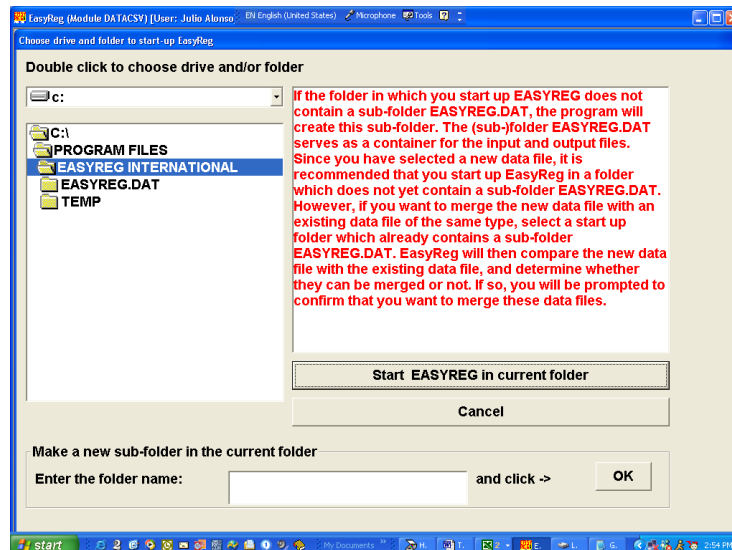 EasyReg (Module DATACSV) [User: Julio Alonso
EN English (United States) Microphone Tools ?
Choose drive and folder to start-up EasyReg
Double click to choose drive and/or folder
c:
C:\
PROGRAM FILES
EASYREG INTERNATIONAL
EASYREG.DAT
TEMP
If the folder in which you start up EASYREG does not
contain a sub-folder EASYREG.DAT, the program will
create this sub-folder. The (sub-)folder EASYREG.DAT
serves as a container for the input and output files.
Since you have selected a new data file, it is
recommended that you start up EasyReg in a folder
which does not yet contain a sub-folder EASYREG.DAT.
However, if you want to merge the new data file with an
existing data file of the same type, select a start up
folder which already contains a sub-folder
EASYREG.DAT. EasyReg will then compare the new data
file with the existing data file, and determine whether
they can be merged or not. If so, you will be prompted to
confirm that you want to merge these data files.
Start EASYREG in current folder
Cancel
Make a new sub-folder in the current folder
Enter the folder name:
and click ->
OK
start
My Documents
»
H.
T.
2
E.
L.
G.
2:54 PM